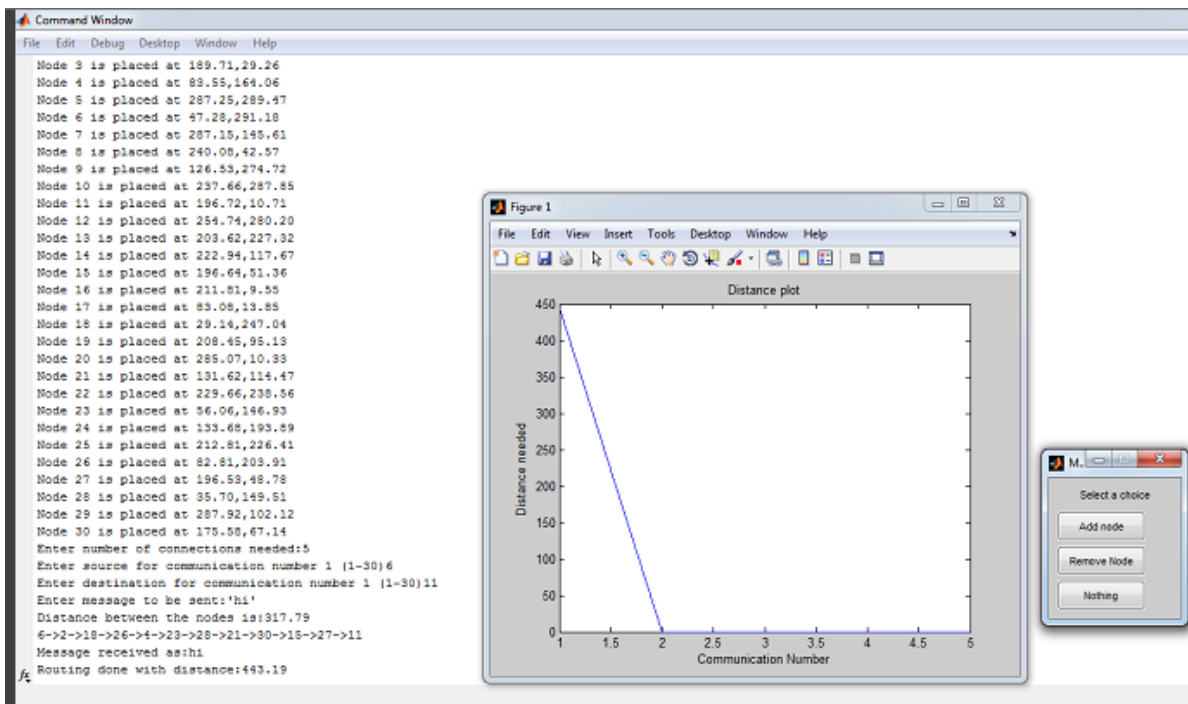 Command Window
File Edit Debug Desktop Window Help
Node 3 is placed at 189.71,29.26
Node 4 is placed at 83.55,164.06
Node 5 is placed at 287.25,289.47
Node 6 is placed at 47.28,291.18
Node 7 is placed at 287.15,145.61
Node 8 is placed at 240.08,42.57
Node 9 is placed at 126.53,274.72
Node 10 is placed at 237.66,287.85
Node 11 is placed at 196.72,10.71
Node 12 is placed at 254.74,280.20
Node 13 is placed at 203.62,227.32
Node 14 is placed at 222.94,117.67
Node 15 is placed at 196.64,51.36
Node 16 is placed at 211.81,9.55
Node 17 is placed at 83.08,13.85
Node 18 is placed at 29.14,247.04
Node 19 is placed at 208.45,95.13
Node 20 is placed at 285.07,10.33
Node 21 is placed at 131.62,114.47
Node 22 is placed at 229.66,238.56
Node 23 is placed at 56.06,146.93
Node 24 is placed at 133.68,193.89
Node 25 is placed at 212.81,226.41
Node 26 is placed at 82.81,203.91
Node 27 is placed at 196.53,48.78
Node 28 is placed at 35.70,149.51
Node 29 is placed at 287.92,102.12
Node 30 is placed at 175.58,67.14
Enter number of connections needed:5
Enter source for communication number 1 (1-30)6
Enter destination for communication number 1 (1-30)11
Enter message to be sent:'hi'
Distance between the nodes is:317.79
6->2->18->26->4->23->28->21->30->15->27->11
Message received as:hi
Routing done with distance:443.19
fx
Figure 1
File Edit View Insert Tools Desktop Window Help
Distance plot
450
400
350
300
250
200
150
100
50
0
Distance needed
1 1.5 2 2.5 3 3.5 4 4.5 5
Communication Number
M..
Select a choice
Add node
Remove Node
Nothing